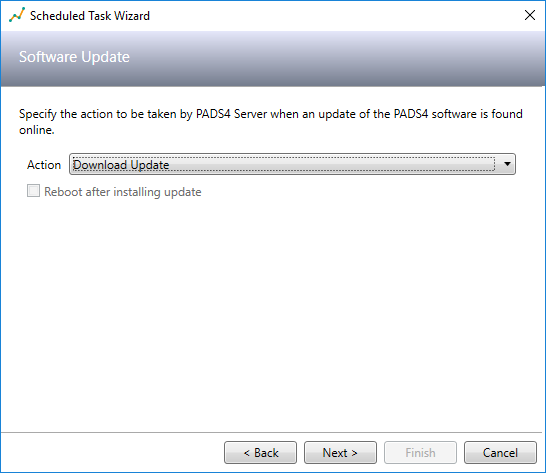 Scheduled Task Wizard
Software Update
Specify the action to be taken by PADS4 Server when an update of the PADS4 software is found
online.
Action Download Update
Reboot after installing update
< Back Next > Finish Cancel